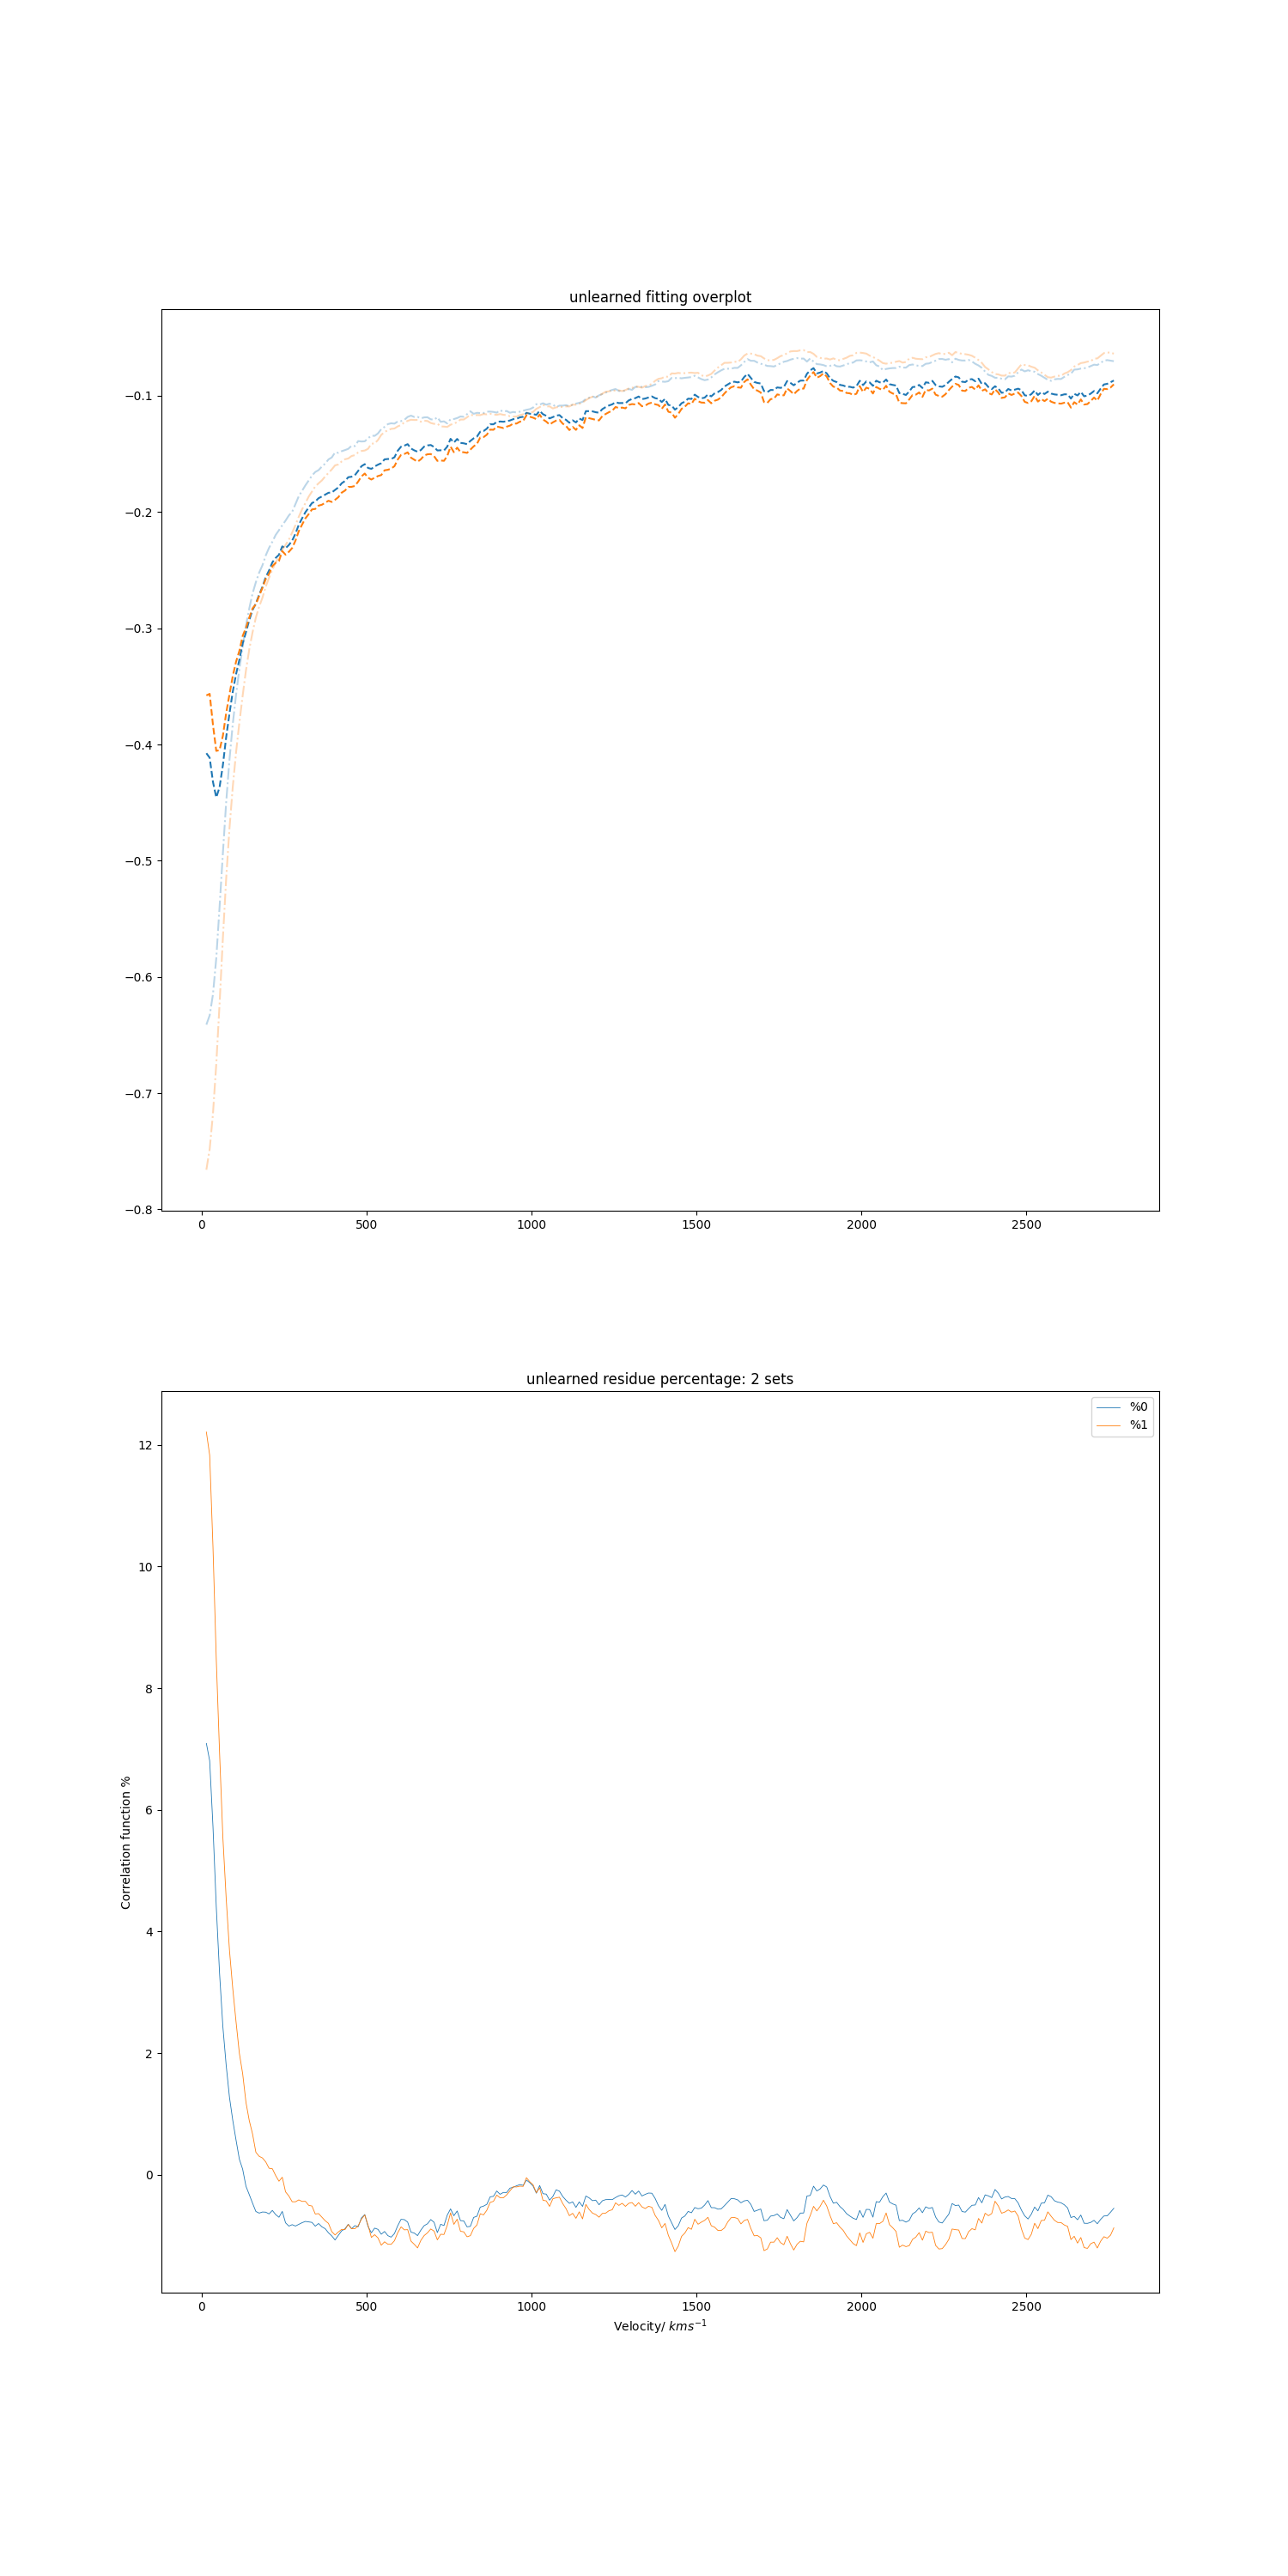 unlearned fitting overplot
−0.1
−0.2
−0.3
−0.4
−0.5
−0.6
−0.7
−0.8
0 500 1000 1500 2000 2500
unlearned residue percentage: 2 sets
%0
%1
12
10
8
6
4
2
0
Correlation function %
0 500 1000 1500 2000 2500
Velocity/ kms⁻¹